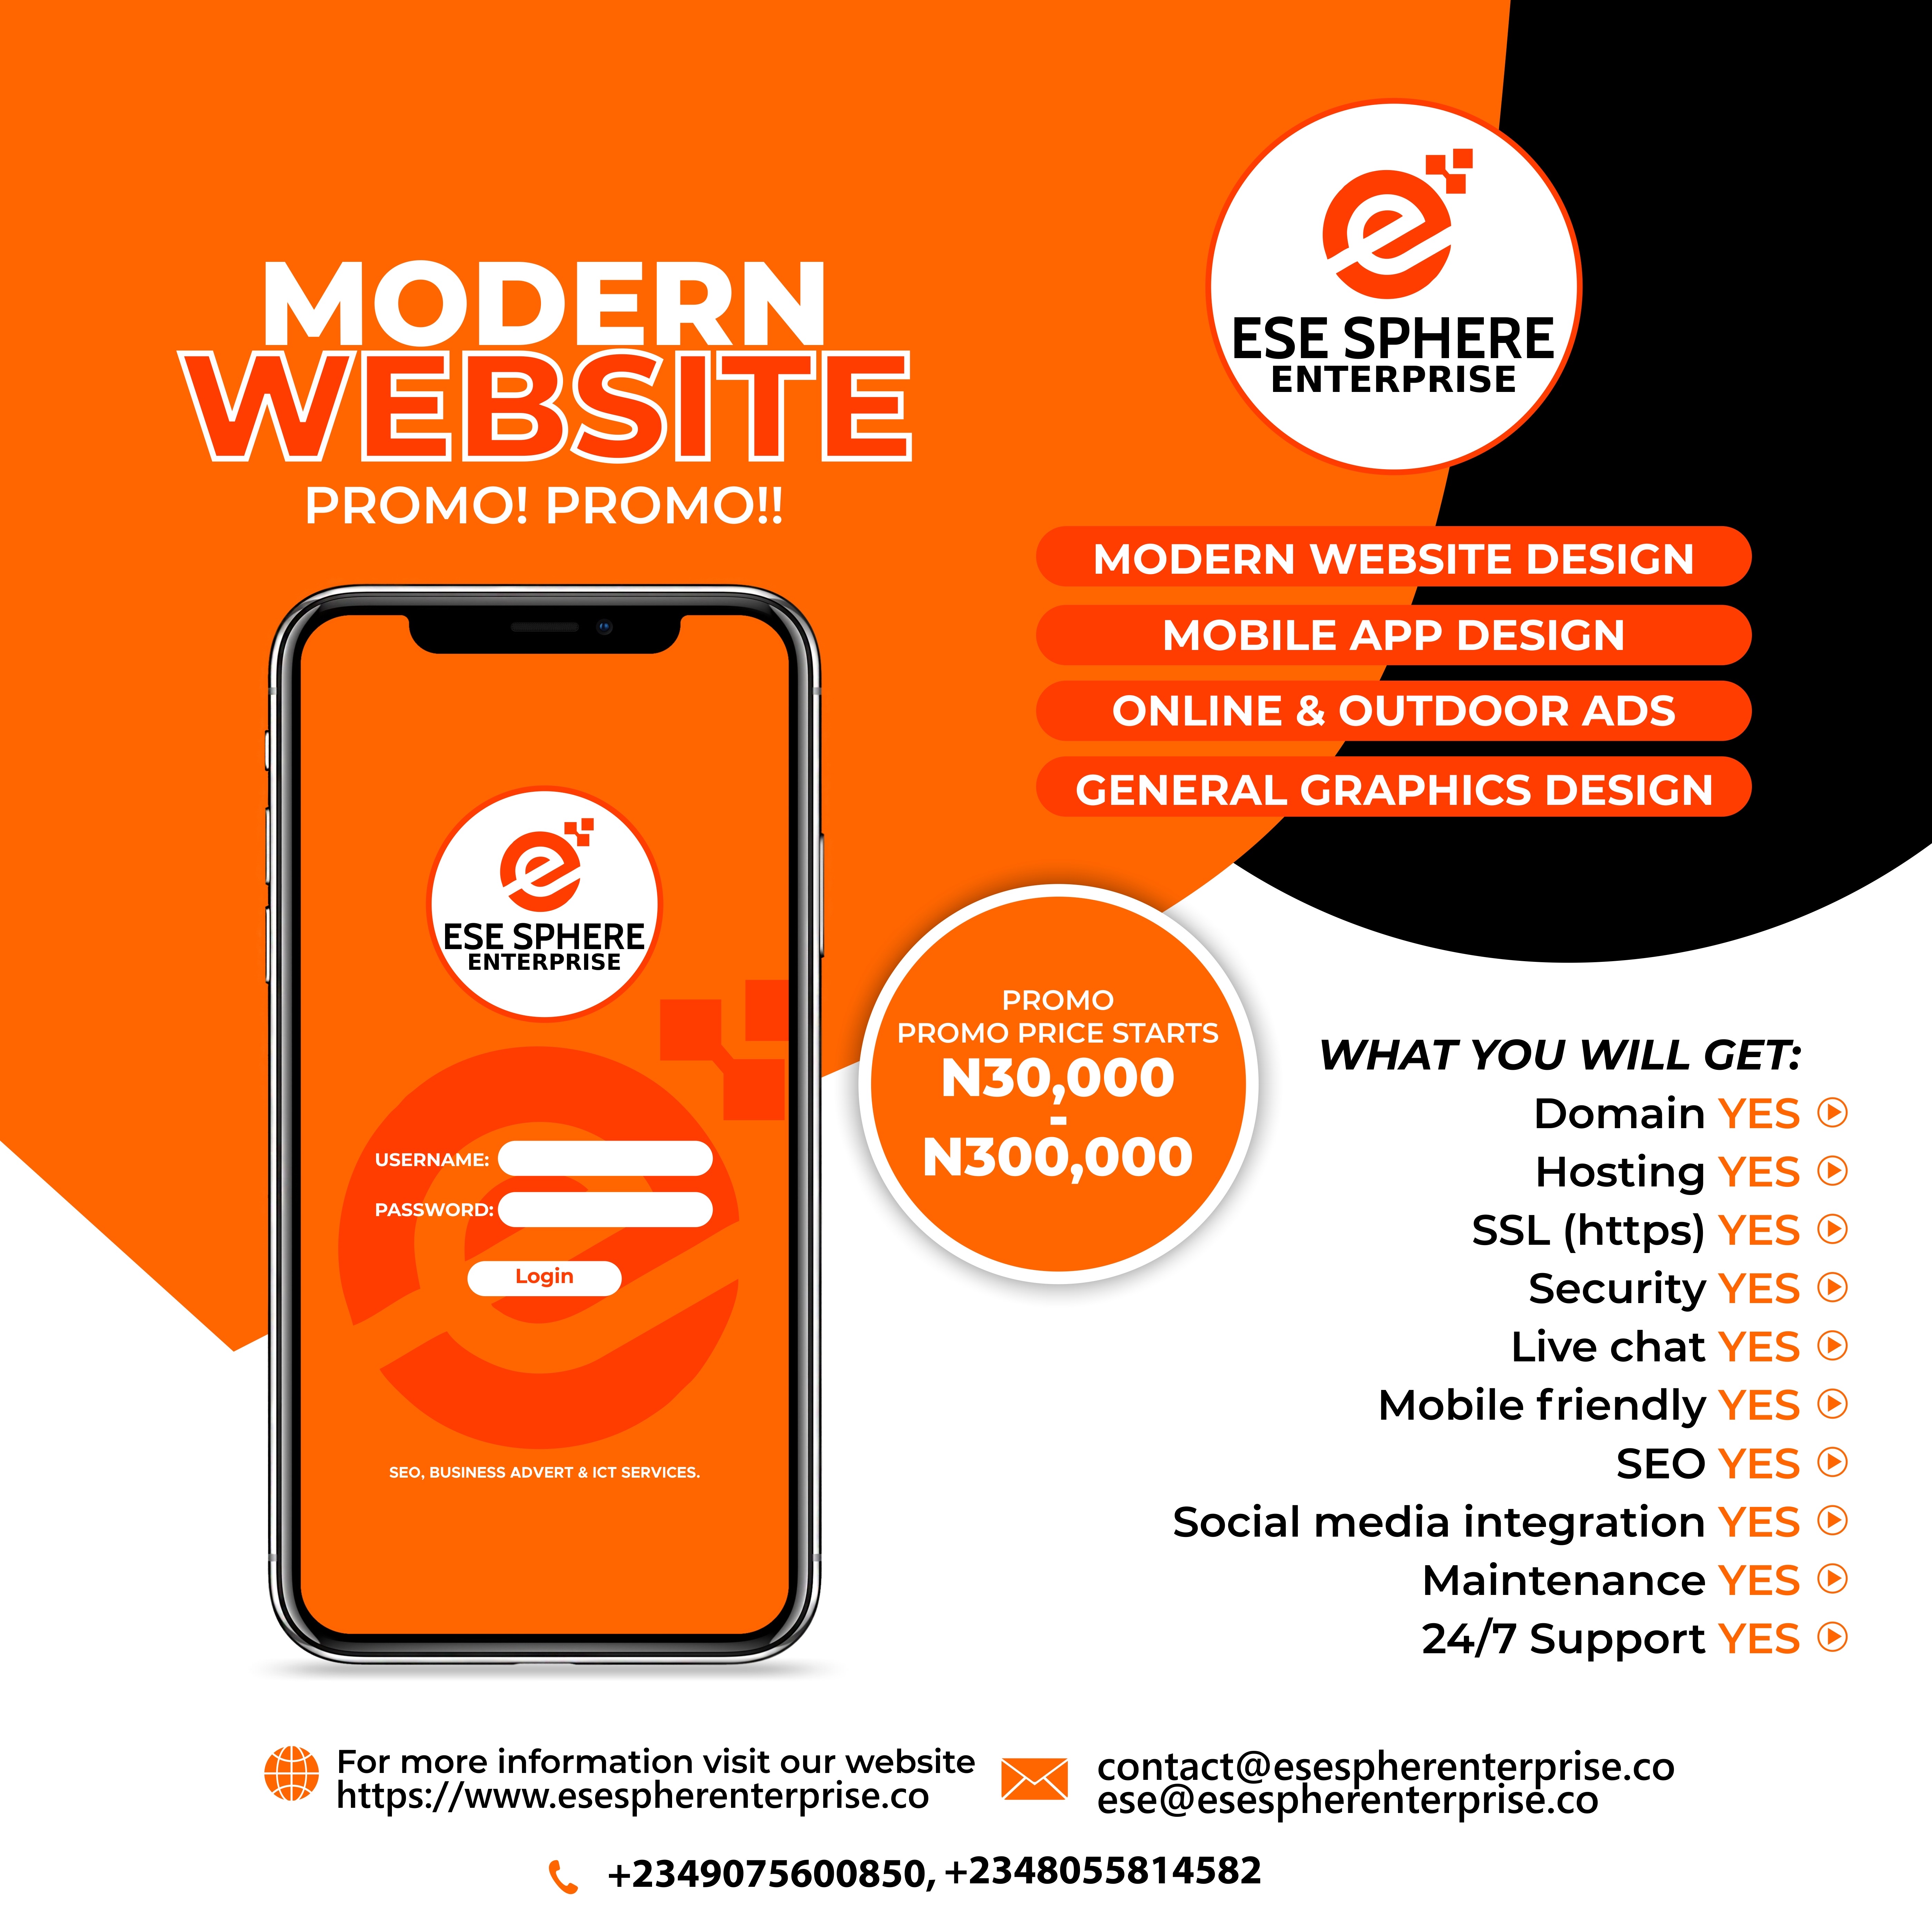 MODERN
WEBSITE
PROMO! PROMO!!
ESE SPHERE
ENTERPRISE
MODERN WEBSITE DESIGN
MOBILE APP DESIGN
ONLINE & OUTDOOR ADS
GENERAL GRAPHICS DESIGN
ESE SPHERE
ENTERPRISE
USERNAME:
PASSWORD:
Login
SEO, BUSINESS ADVERT & ICT SERVICES.
PROMO
PROMO PRICE STARTS
N30,000
-
N300,000
WHAT YOU WILL GET:
Domain YES
Hosting YES
SSL (https) YES
Security YES
Live chat YES
Mobile friendly YES
SEO YES
Social media integration YES
Maintenance YES
24/7 Support YES
For more information visit our website
https://www.esespherenterprise.co
contact@esespherenterprise.co
ese@esespherenterprise.co
+2349075600850, +2348055814582